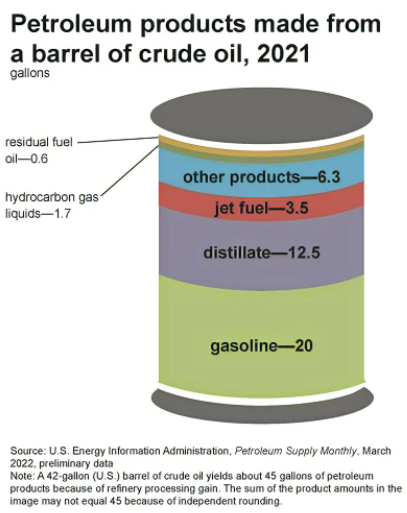 Petroleum products made from
a barrel of crude oil, 2021
gallons
residual fuel
oil—0.6
hydrocarbon gas
liquids—1.7
other products—6.3
jet fuel—3.5
distillate—12.5
gasoline—20
Source: U.S. Energy Information Administration, Petroleum Supply Monthly, March
2022, preliminary data
Note: A 42-gallon (U.S.) barrel of crude oil yields about 45 gallons of petroleum
products because of refinery processing gain. The sum of the product amounts in the
image may not equal 45 because of independent rounding.